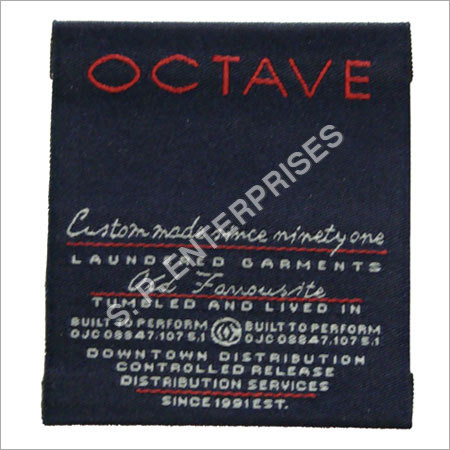 OCTAVE
Custom made since ninety one
LAUNDERED GARMENTS
Old Favrousite
TUMBLED AND LIVED IN
BUILT TO PERFORM BUILT TO PERFORM
OJC 08847.107 5.1 OJC 08847.107 5.1
DOWNTOWN DISTRIBUTION
CONTROLLED RELEASE
DISTRIBUTION SERVICES
SINCE 1991 EST.
S. P. ENTERPRISES